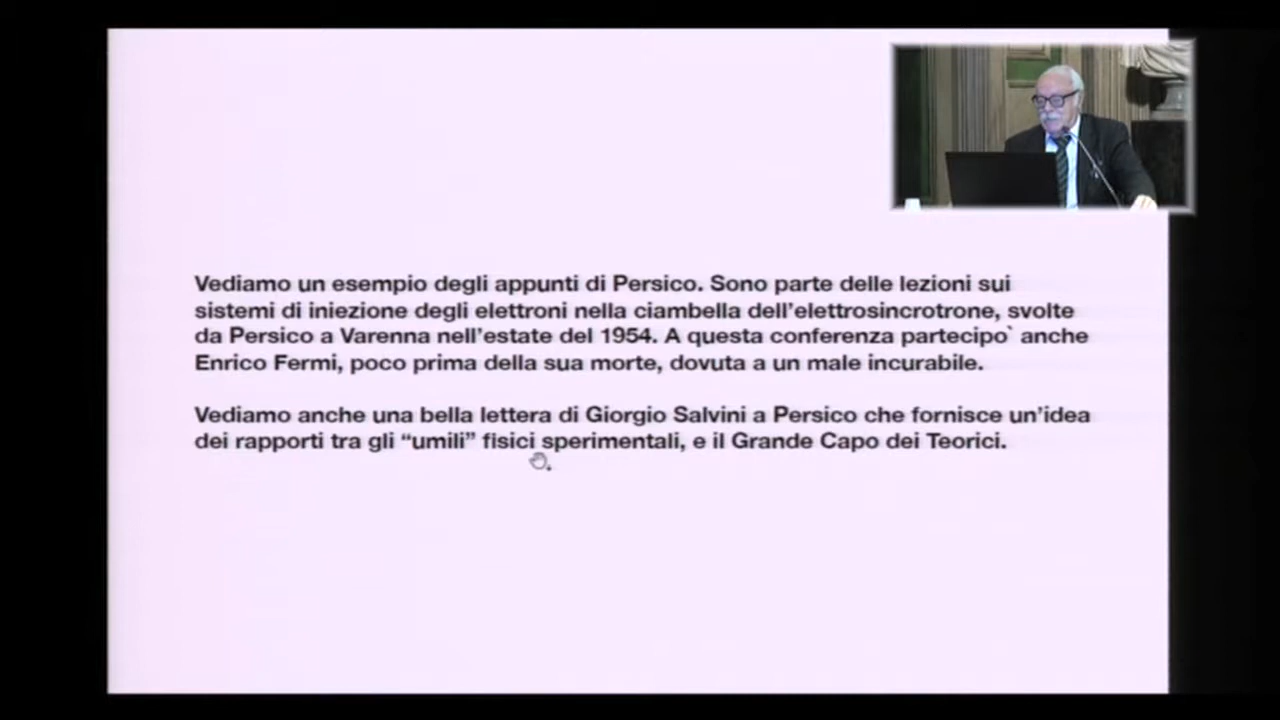 Vediamo un esempio degli appunti di Persico. Sono parte delle lezioni sui
sistemi di iniezione degli elettroni nella ciambella dell’elettrosincrotrone, svolte
da Persico a Varenna nell’estate del 1954. A questa conferenza partecipo` anche
Enrico Fermi, poco prima della sua morte, dovuta a un male incurabile.
Vediamo anche una bella lettera di Giorgio Salvini a Persico che fornisce un’idea
dei rapporti tra gli “umili” fisici sperimentali, e il Grande Capo dei Teorici.